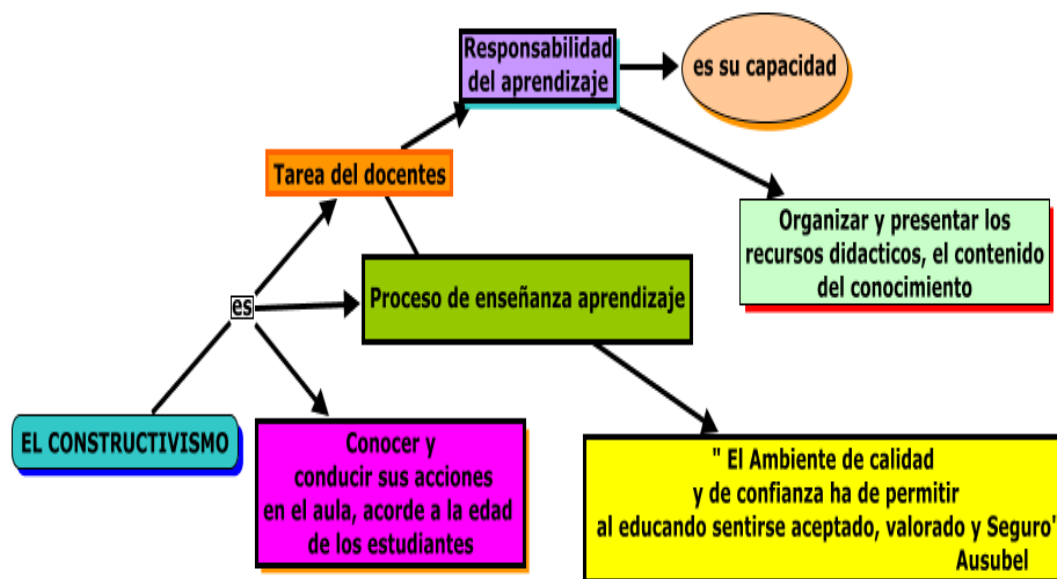 Responsabilidad
del aprendizaje
es su capacidad
Tarea del docentes
Organizar y presentar los
recursos didacticos, el contenido
del conocimiento
Proceso de enseñanza aprendizaje
es
EL CONSTRUCTIVISMO
Conocer y
conducir sus acciones
en el aula, acorde a la edad
de los estudiantes
" El Ambiente de calidad
y de confianza ha de permitir
al educando sentirse aceptado, valorado y Seguro"
Ausubel